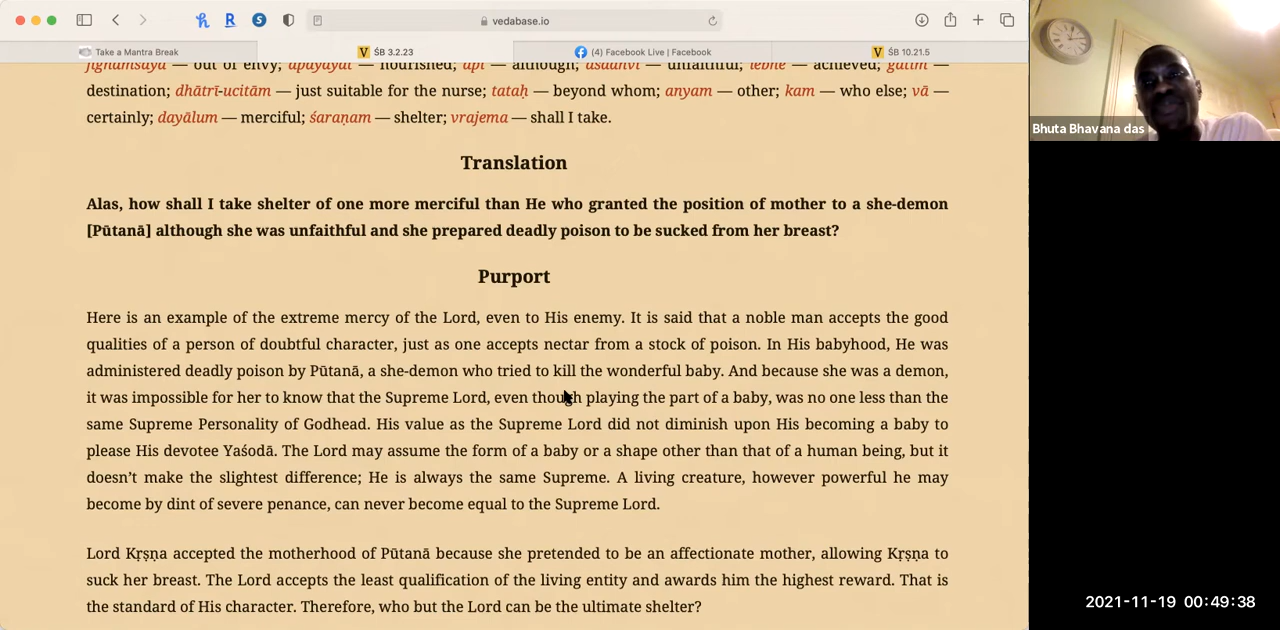 vedabase.io
Take a Mantra Break
ŚB 3.2.23
(4) Facebook Live | Facebook
ŚB 10.21.5
jighāṁsayā — out of envy; apāyayat — nourished; api — although; asādhvī — unfaithful; lebhe — achieved; gatim —
destination; dhātrī-ucitām — just suitable for the nurse; tataḥ — beyond whom; anyam — other; kam — who else; vā —
certainly; dayālum — merciful; śaraṇam — shelter; vrajema — shall I take.
Translation
Alas, how shall I take shelter of one more merciful than He who granted the position of mother to a she-demon
[Pūtanā] although she was unfaithful and she prepared deadly poison to be sucked from her breast?
Purport
Here is an example of the extreme mercy of the Lord, even to His enemy. It is said that a noble man accepts the good
qualities of a person of doubtful character, just as one accepts nectar from a stock of poison. In His babyhood, He was
administered deadly poison by Pūtanā, a she-demon who tried to kill the wonderful baby. And because she was a demon,
it was impossible for her to know that the Supreme Lord, even though playing the part of a baby, was no one less than the
same Supreme Personality of Godhead. His value as the Supreme Lord did not diminish upon His becoming a baby to
please His devotee Yaśodā. The Lord may assume the form of a baby or a shape other than that of a human being, but it
doesn’t make the slightest difference; He is always the same Supreme. A living creature, however powerful he may
become by dint of severe penance, can never become equal to the Supreme Lord.
Lord Kṛṣṇa accepted the motherhood of Pūtanā because she pretended to be an affectionate mother, allowing Kṛṣṇa to
suck her breast. The Lord accepts the least qualification of the living entity and awards him the highest reward. That is
the standard of His character. Therefore, who but the Lord can be the ultimate shelter?
Bhuta Bhavana das
2021-11-19 00:49:38